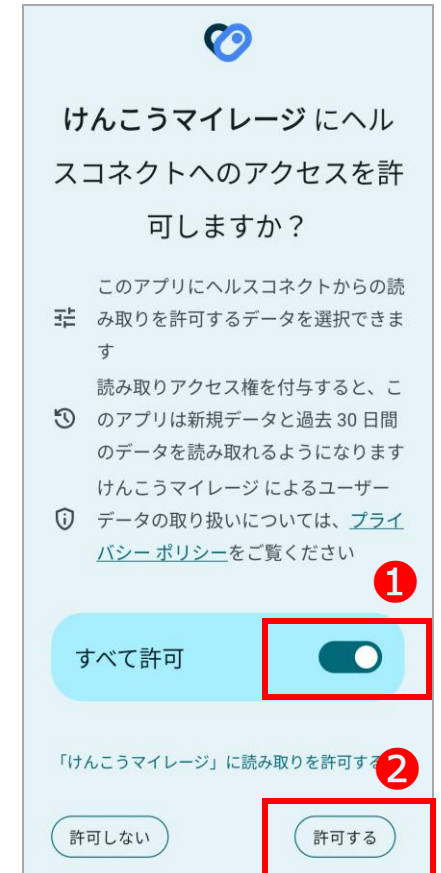 けんこうマイレージ にヘル
スコネクトへのアクセスを許
可しますか？
このアプリにヘルスコネクトからの読
み取りを許可するデータを選択できま
す
読み取りアクセス権を付与すると、こ
のアプリは新規データと過去 30 日間
のデータを読み取れるようになります
けんこうマイレージ によるユーザー
データの取り扱いについては、プライ
バシー ポリシーをご覧ください
1
すべて許可
「けんこうマイレージ」に読み取りを許可する
2
許可しない
許可する